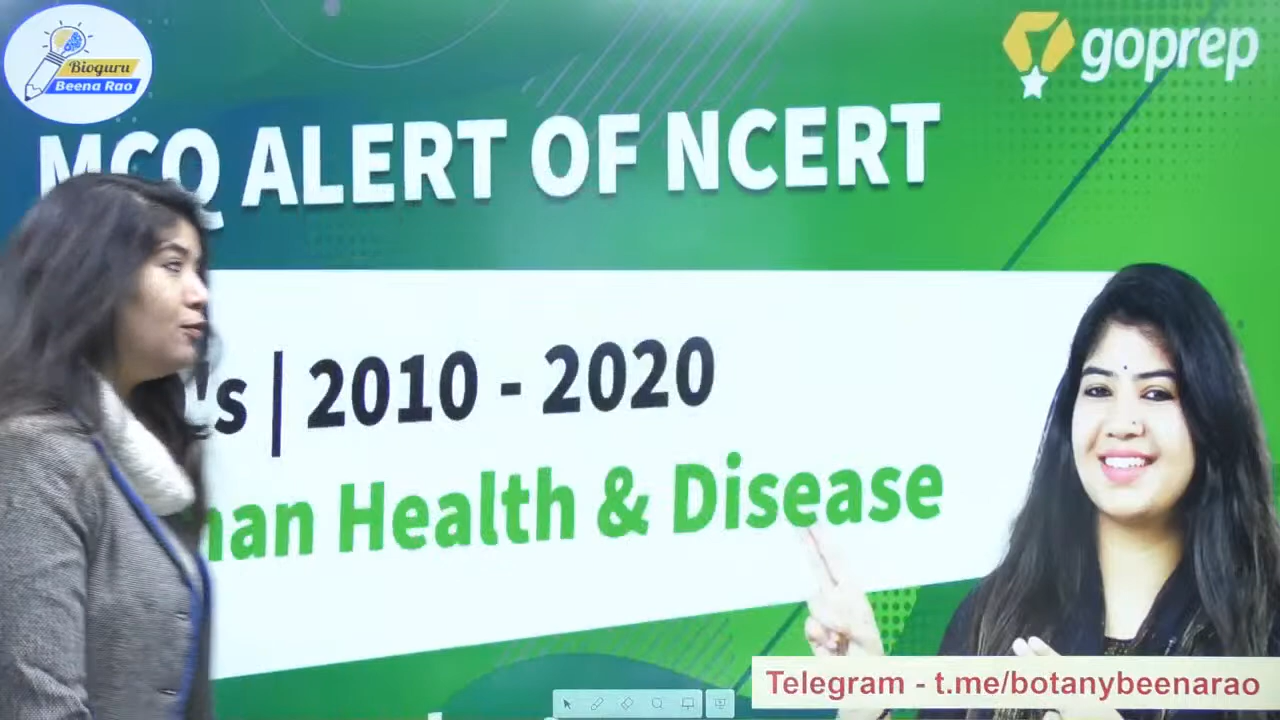 Bioguru
Beena Rao
goprep
MCQ ALERT OF NCERT
's | 2010 - 2020
man Health & Disease
Telegram - t.me/botanybeenarao